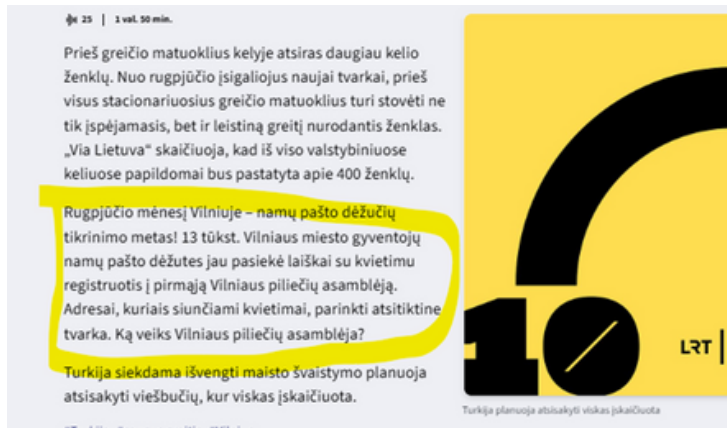 25 | 1 val. 50 min.
Prieš greičio matuoklius kelyje atsiras daugiau kelio
ženklų. Nuo rugpjūčio įsigaliojus naujai tvarkai, prieš
visus stacionariuosius greičio matuoklius turi stovėti ne
tik įspėjamasis, bet ir leistiną greitį nurodantis ženklas.
„Via Lietuva“ skaičiuoja, kad iš viso valstybiniuose
keliuose papildomai bus pastatyta apie 400 ženklų.
Rugpjūčio mėnesį Vilniuje – namų pašto dėžučių
tikrinimo metas! 13 tūkst. Vilniaus miesto gyventojų
namų pašto dėžutes jau pasiekė laiškai su kvietimu
registruotis į pirmąją Vilniaus piliečių asamblėją.
Adresai, kuriais siunčiami kvietimai, parinkti atsitiktine
tvarka. Ką veiks Vilniaus piliečių asamblėja?
Turkija siekdama išvengti maisto švaistymo planuoja
atsisakyti viešbučių, kur viskas įskaičiuota.
10
LRT |
Turkija planuoja atsisakyti viskas įskaičiuota